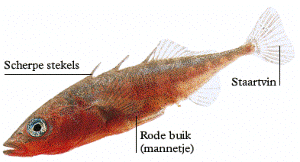 Scherpe stekels
Staartvin
Rode buik
(mannetje)